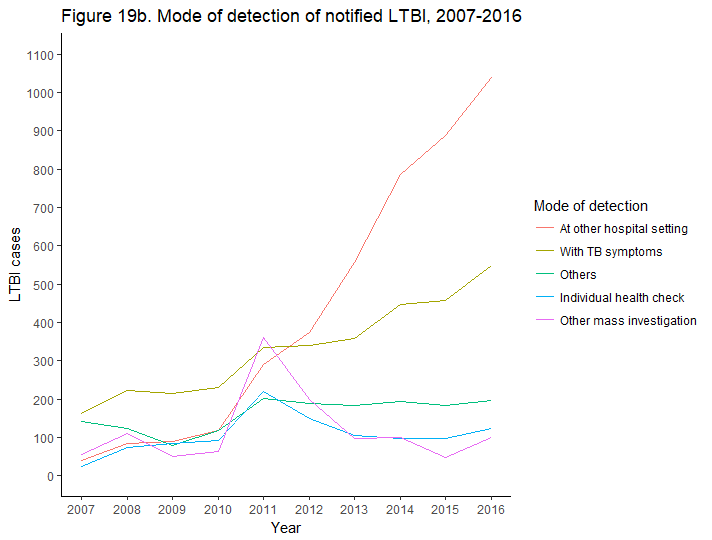 Figure 19b. Mode of detection of notified LTBI, 2007-2016
1100
1000
900
800
700
600
500
400
300
200
100
0
LTBI cases
2007 2008 2009 2010 2011 2012 2013 2014 2015 2016
Year
Mode of detection
At other hospital setting
With TB symptoms
Others
Individual health check
Other mass investigation